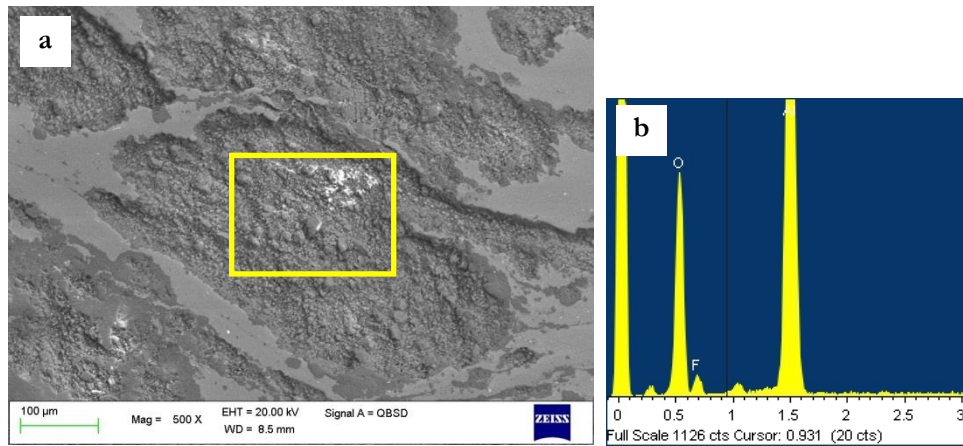 a
100 µm
Mag = 500 X
EHT = 20.00 kV
WD = 8.5 mm
Signal A = QBSD
ZEISS
b
O
F
0 0.5 1 1.5 2 2.5 3
Full Scale 1126 cts Cursor: 0.931 (20 cts)